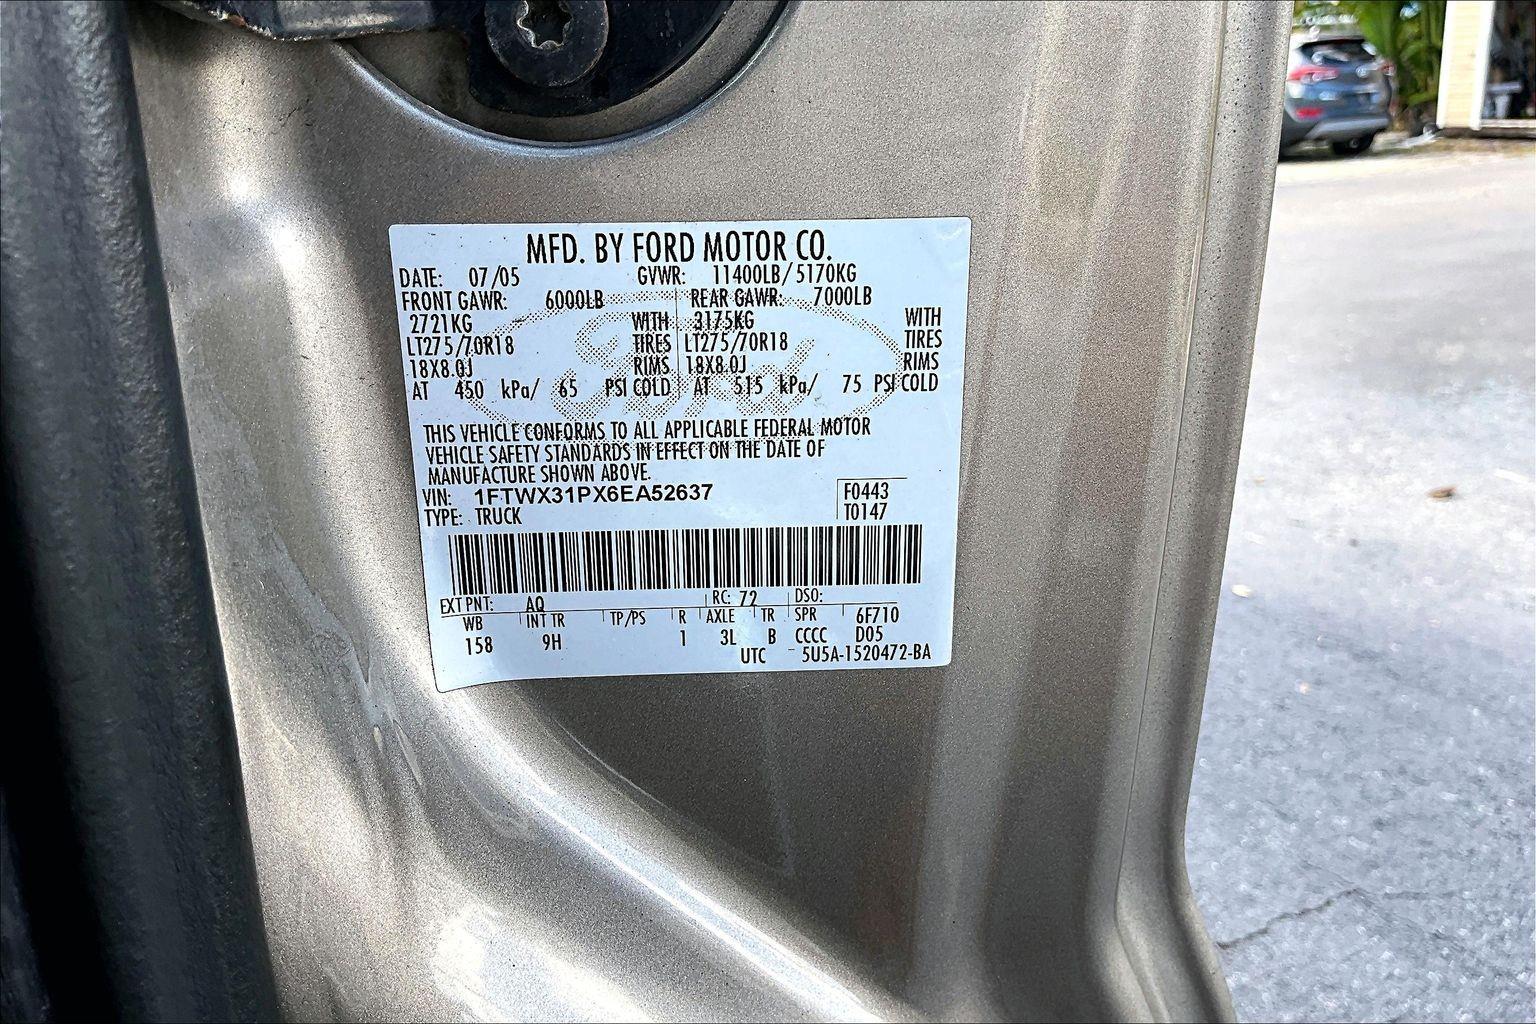 MFD. BY FORD MOTOR CO.
DATE: 07/05 GVWR: 11400LB/5170KG
FRONT GAWR: 6000LB REAR GAWR: 7000LB
2721KG WITH 3175KG WITH
LT275/70R18 TIRES LT275/70R18 TIRES
18X8.0J RIMS 18X8.0J RIMS
AT 450 kPa/ 65 PSI COLD AT 515 kPa/ 75 PSI COLD
Ford
THIS VEHICLE CONFORMS TO ALL APPLICABLE FEDERAL MOTOR
VEHICLE SAFETY STANDARDS IN EFFECT ON THE DATE OF
MANUFACTURE SHOWN ABOVE.
VIN: 1FTWX31PX6EA52637 F0443
TYPE: TRUCK T0147
EXT PNT: AQ RC: 72 DSO:
WB INT TR TP/PS R AXLE TR SPR 6F710
158 9H 1 3L B CCCC D05
UTC 5U5A-1520472-BA